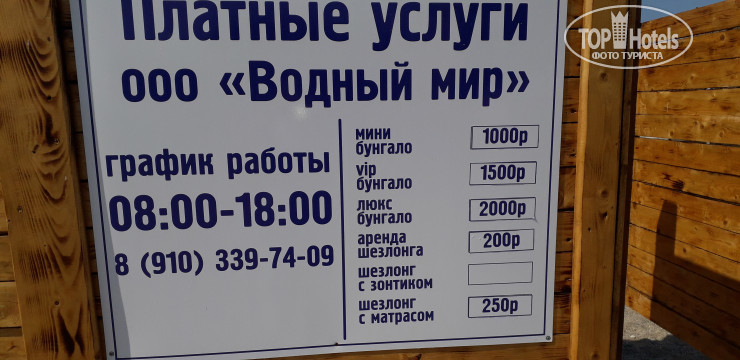 Платные услуги
ооо «Водный мир»
график работы
08:00-18:00
8 (910) 339-74-09
мини
бунгало
1000р
vip
бунгало
1500р
люкс
бунгало
2000р
аренда
шезлонга
200р
шезлонг
с зонтиком
шезлонг
с матрасом
250р
TOP Hotels
ФОТО ТУРИСТА